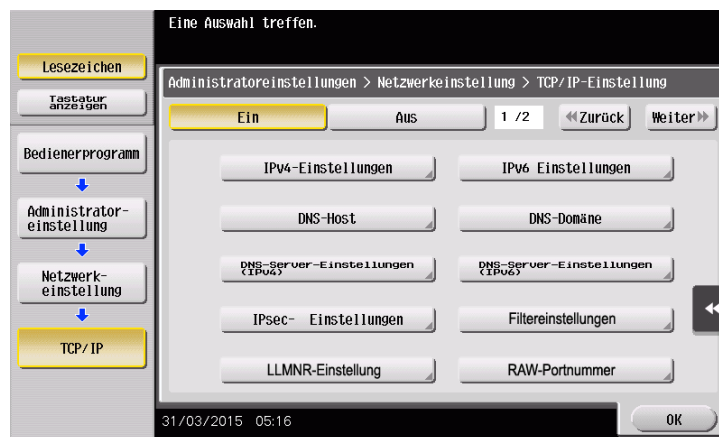 Eine Auswahl treffen.
Lesezeichen
Tastatur
anzeigen
Bedienerprogramm
Administrator-
einstellung
Netzwerk-
einstellung
TCP/IP
Administratoreinstellungen > Netzwerkeinstellung > TCP/IP-Einstellung
Ein Aus 1 /2 Zurück Weiter
IPv4-Einstellungen IPv6 Einstellungen
DNS-Host DNS-Domäne
DNS-Server-Einstellungen DNS-Server-Einstellungen
(IPv4) (IPv6)
IPsec- Einstellungen Filtereinstellungen
LLMNR-Einstellung RAW-Portnummer
31/03/2015 05:16 OK